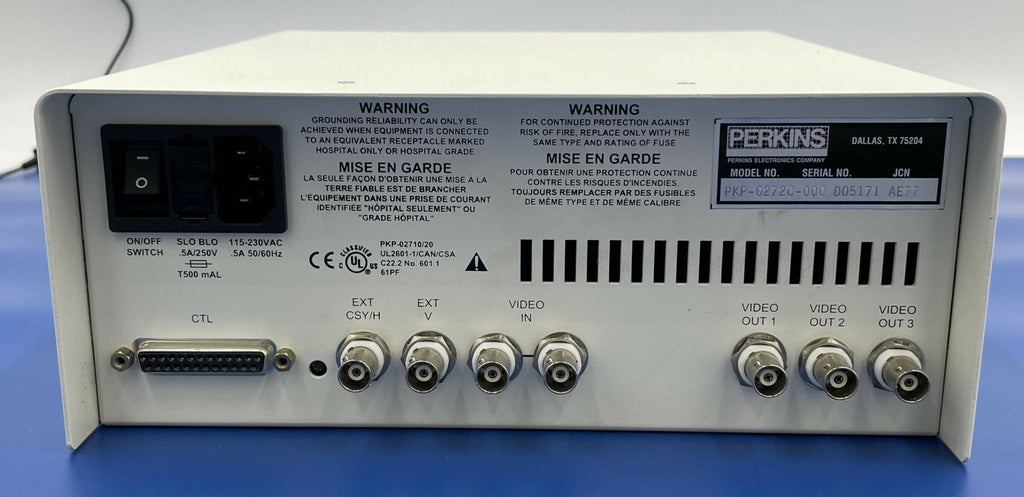 WARNING
GROUNDING RELIABILITY CAN ONLY BE
ACHIEVED WHEN EQUIPMENT IS CONNECTED
TO AN EQUIVALENT RECEPTACLE MARKED
HOSPITAL ONLY OR HOSPITAL GRADE
MISE EN GARDE
LA SEULE FAÇON D'OBTENIR UNE MISE À LA
TERRE FIABLE EST DE BRANCHER
L'ÉQUIPEMENT DANS UNE PRISE DE COURANT
IDENTIFIÉE "HÔPITAL SEULEMENT" OU
"GRADE HÔPITAL"
WARNING
FOR CONTINUED PROTECTION AGAINST
RISK OF FIRE, REPLACE ONLY WITH THE
SAME TYPE AND RATING OF FUSE
MISE EN GARDE
POUR OBTENIR UNE PROTECTION CONTINUE
CONTRE LES RISQUES D'INCENDIES,
TOUJOURS REMPLACER PAR DES FUSIBLES
DE MÊME TYPE ET DE MÊME CALIBRE
PERKINS
DALLAS, TX 75204
PERKINS ELECTRONICS COMPANY
MODEL NO. SERIAL NO. JCN
PKP-02720-000 D05171 AE77
ON/OFF
SWITCH
SLO BLO
.5A/250V
T500 mAL
115-230VAC
.5A 50/60Hz
CE
CLASSIFIED
C UL US
PKP-02710/20
UL2601-1/CAN/CSA
C22.2 No. 601.1
61PF
CTL
EXT
CSY/H
EXT
V
VIDEO
IN
VIDEO
OUT 1
VIDEO
OUT 2
VIDEO
OUT 3